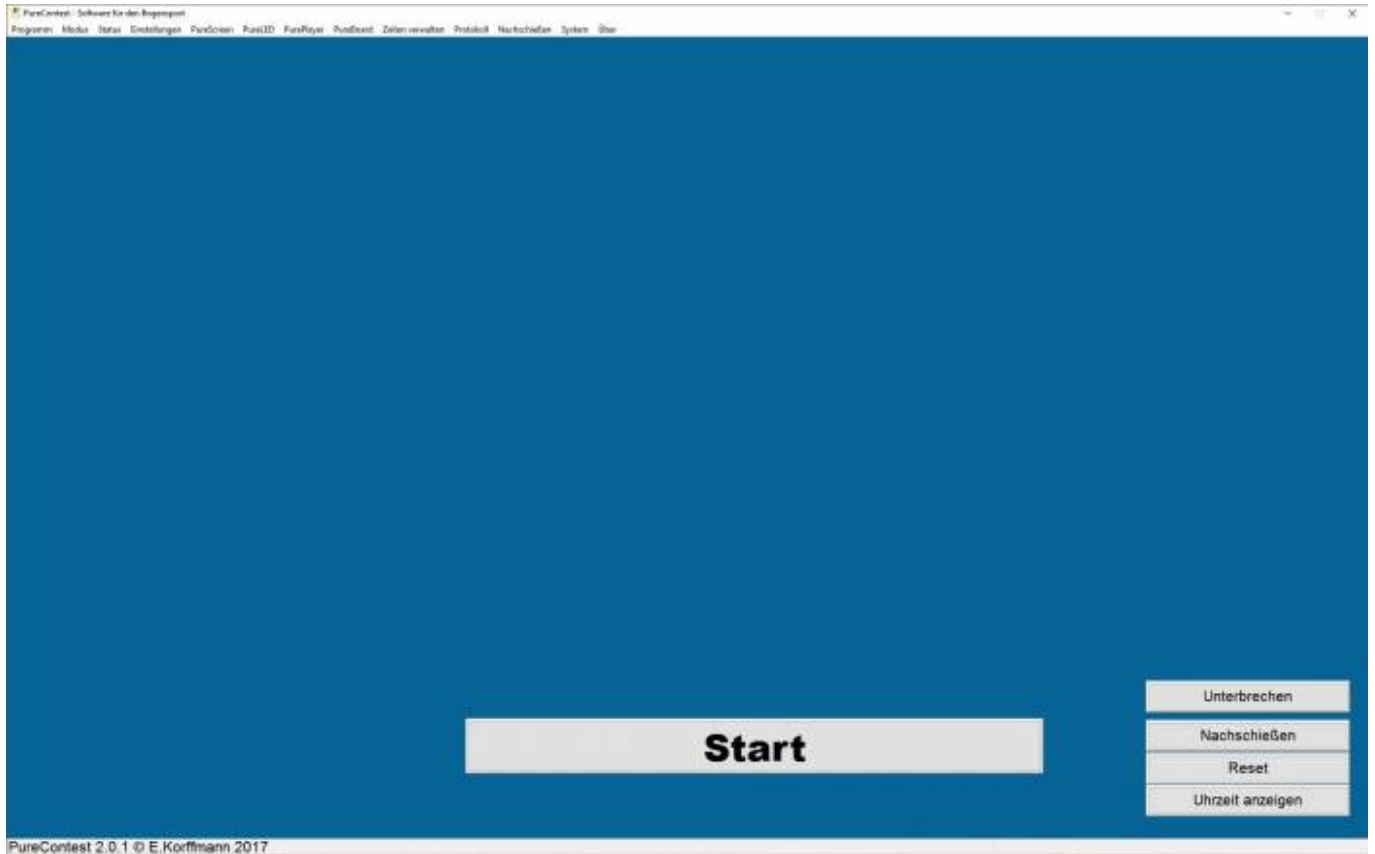 PureContest - Software für den Bogensport
Programm Modus Status Einstellungen PureScreen PureLED PurePlayer PureBoard Zeiten verwalten Protokoll Nachschießen System Über
Unterbrechen
Start
Nachschießen
Reset
Uhrzeit anzeigen
PureContest 2.0.1 © E.Korffmann 2017